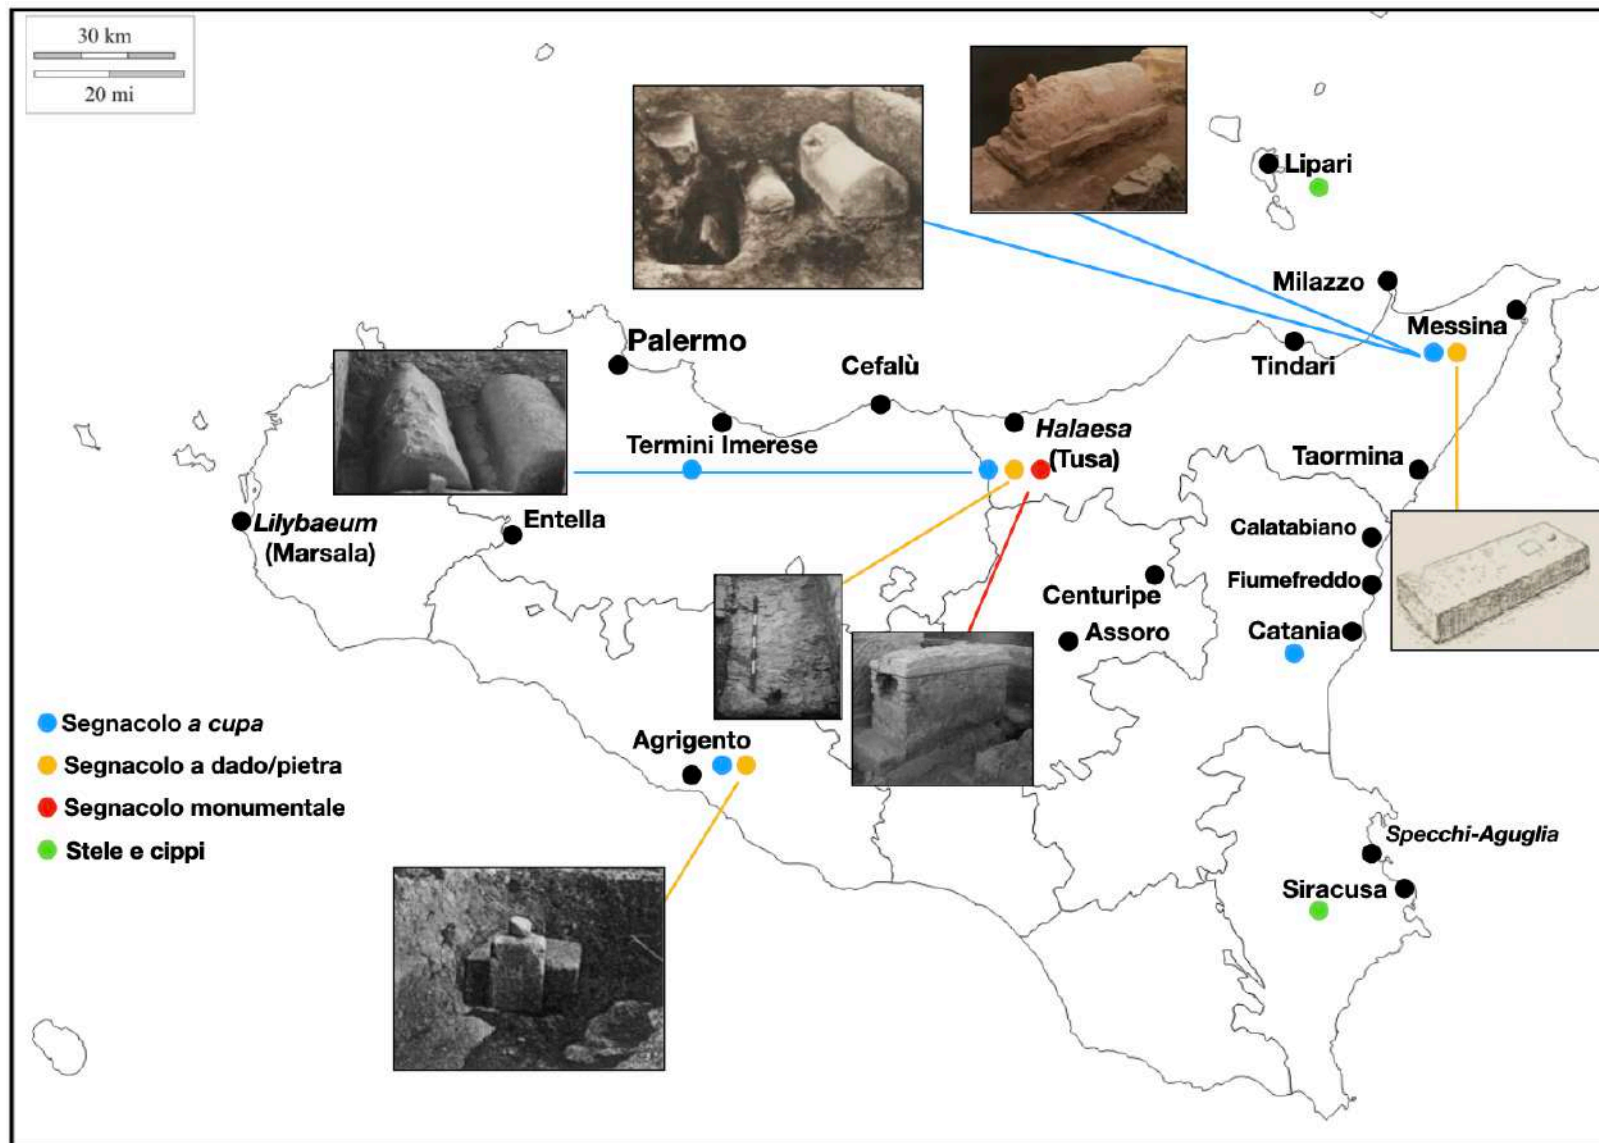 30 km
20 mi
Lipari
Milazzo
Messina
Palermo
Tindari
Cefalù
Termini Imerese
Halaesa
(Tusa)
Taormina
Lilybaeum
(Marsala)
Entella
Calatabiano
Fiumefreddo
Centuripe
Assoro
Catania
Segnacolo a cupa
Segnacolo a dado/pietra
Segnacolo monumentale
Stele e cippi
Agrigento
Specchi-Aguglia
Siracusa